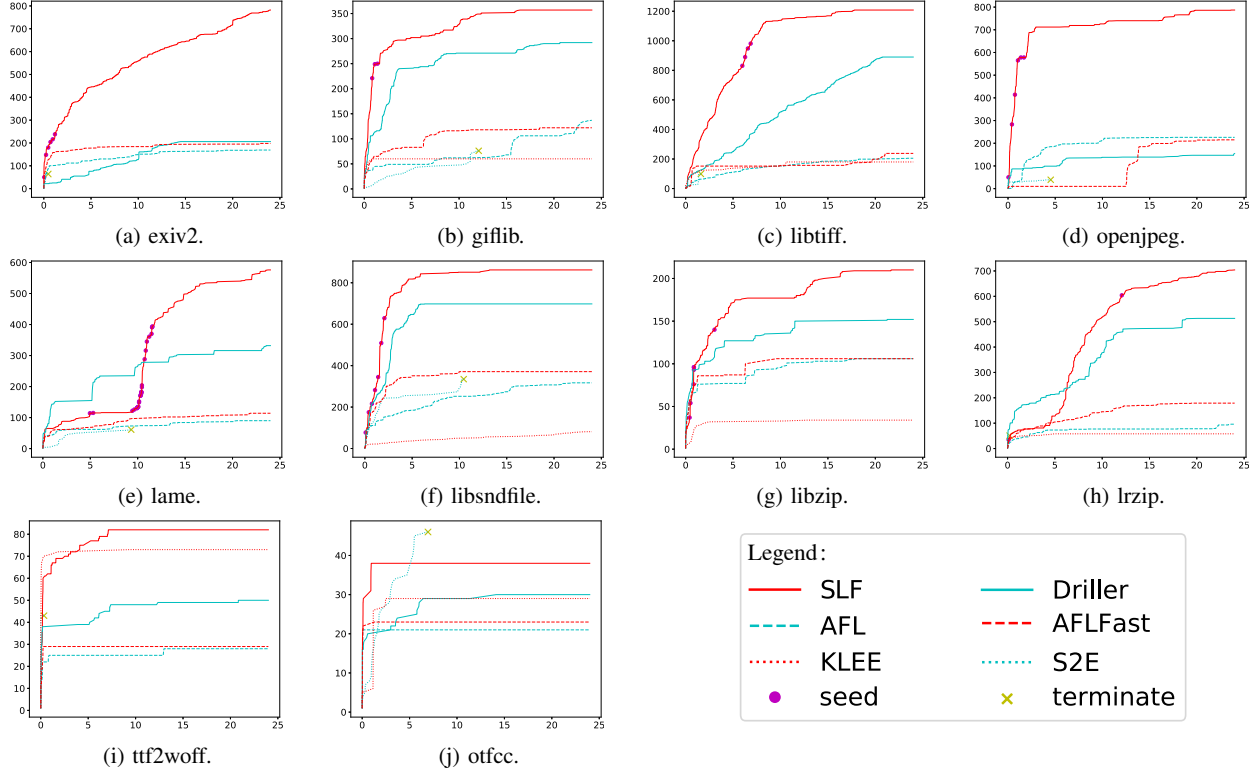 800
700
600
500
400
300
200
100
0
0 5 10 15 20 25
(a) exiv2.
350
300
250
200
150
100
50
0
0 5 10 15 20 25
(b) giflib.
1200
1000
800
600
400
200
0
0 5 10 15 20 25
(c) libtiff.
800
700
600
500
400
300
200
100
0
0 5 10 15 20 25
(d) openjpeg.
600
500
400
300
200
100
0
0 5 10 15 20 25
(e) lame.
800
600
400
200
0
0 5 10 15 20 25
(f) libsndfile.
200
150
100
50
0
0 5 10 15 20 25
(g) libzip.
700
600
500
400
300
200
100
0
0 5 10 15 20 25
(h) lrzip.
80
70
60
50
40
30
20
10
0
0 5 10 15 20 25
(i) ttf2woff.
40
30
20
10
0
0 5 10 15 20 25
(j) otfcc.
Legend:
SLF Driller
AFL AFLFast
KLEE S2E
seed terminate